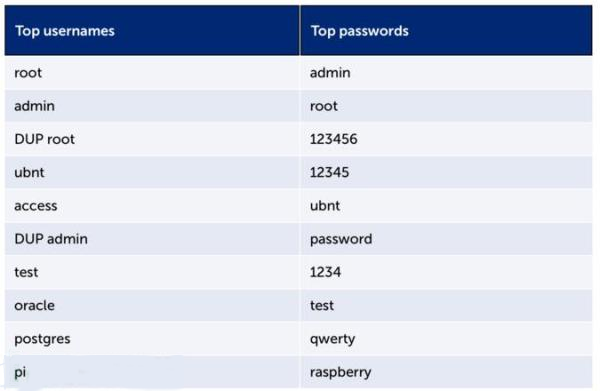 Top usernames Top passwords
root admin
admin root
DUP root 123456
ubnt 12345
access ubnt
DUP admin password
test 1234
oracle test
postgres qwerty
pi raspberry